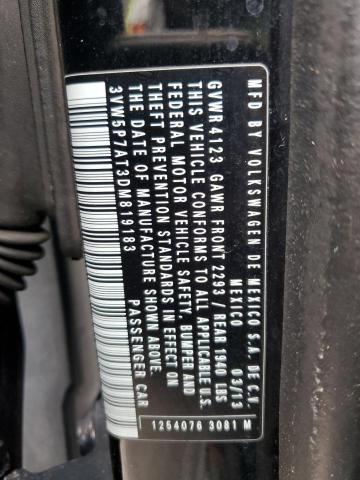 MFD BY VOLKSWAGEN DE MEXICO S.A. DE C.V.
MEXICO 03/13
GVWR 4123 GAWR FRONT 2293 / REAR 1940 LBS
THIS VEHICLE CONFORMS TO ALL APPLICABLE U.S.
FEDERAL MOTOR VEHICLE SAFETY, BUMPER AND
THEFT PREVENTION STANDARDS IN EFFECT ON
THE DATE OF MANUFACTURE SHOWN ABOVE.
3VW5P7AT3DM819183 PASSENGER CAR
1254076 3081 M